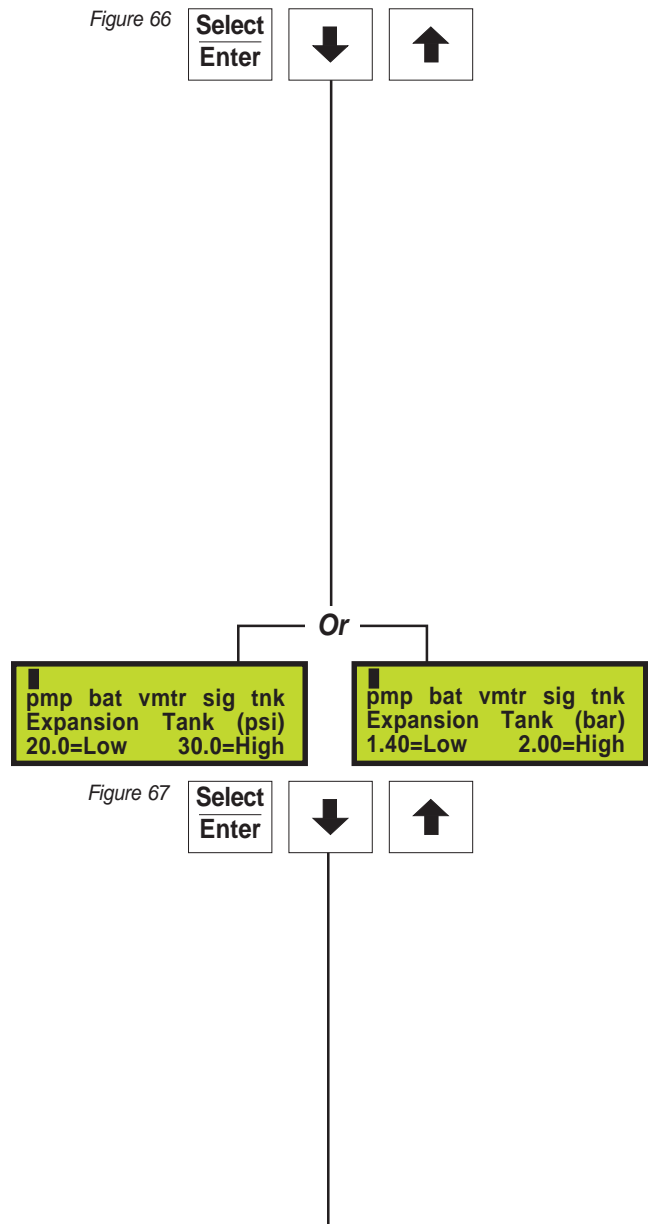 Figure 66
Select
Enter
Or
pmp bat vmtr sig tnk
Expansion Tank (psi)
20.0=Low 30.0=High
pmp bat vmtr sig tnk
Expansion Tank (bar)
1.40=Low 2.00=High
Figure 67
Select
Enter